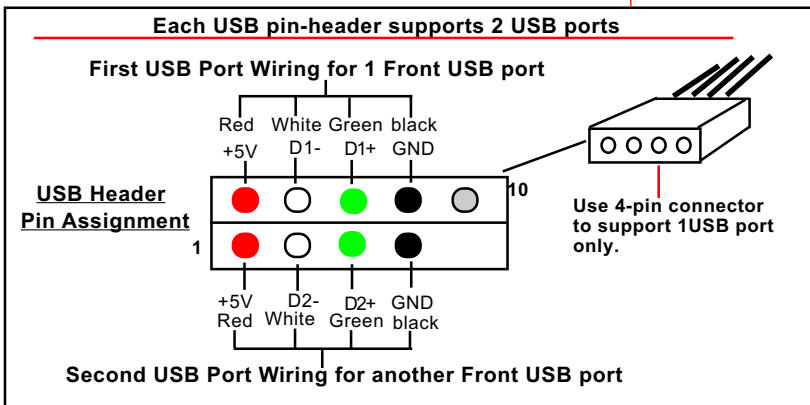 Each USB pin-header supports 2 USB ports
First USB Port Wiring for 1 Front USB port
Red White Green black
+5V D1- D1+ GND
USB Header
Pin Assignment
10
1
Use 4-pin connector
to support 1USB port
only.
+5V D2- D2+ GND
Red White Green black
Second USB Port Wiring for another Front USB port